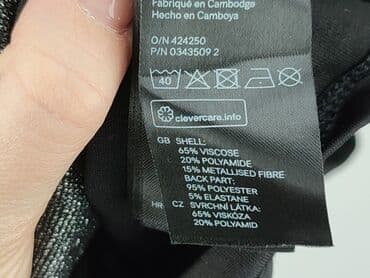 Fabriqué en Cambodge
Hecho en Camboya
O/N 424250
P/N 0343509 2
40
clevercare.info
GB SHELL:
65% VISCOSE
20% POLYAMIDE
15% METALLISED FIBRE
BACK PART:
95% POLYESTER
5% ELASTANE
HR CZ SVRCHNÍ LÁTKA:
65% VISKÓZA
20% POLYAMID